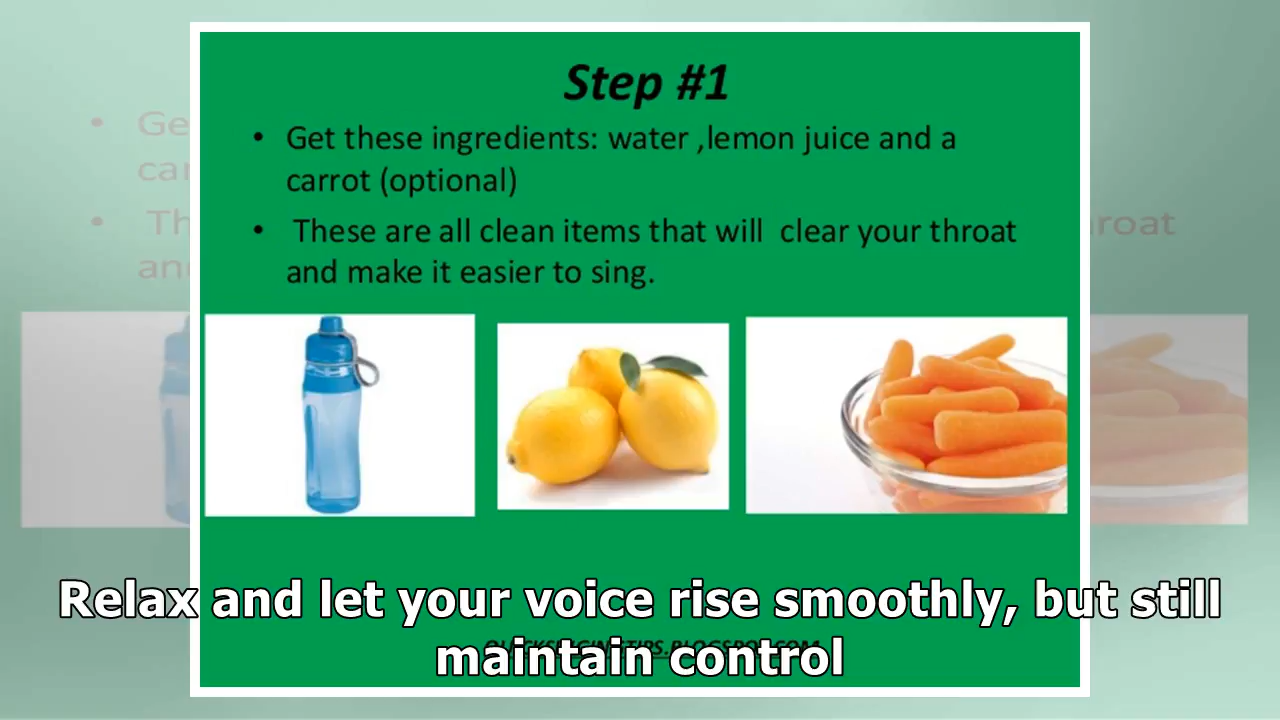 Step #1
• Get these ingredients: water ,lemon juice and a
carrot (optional)
• These are all clean items that will clear your throat
and make it easier to sing.
Relax and let your voice rise smoothly, but still
maintain control